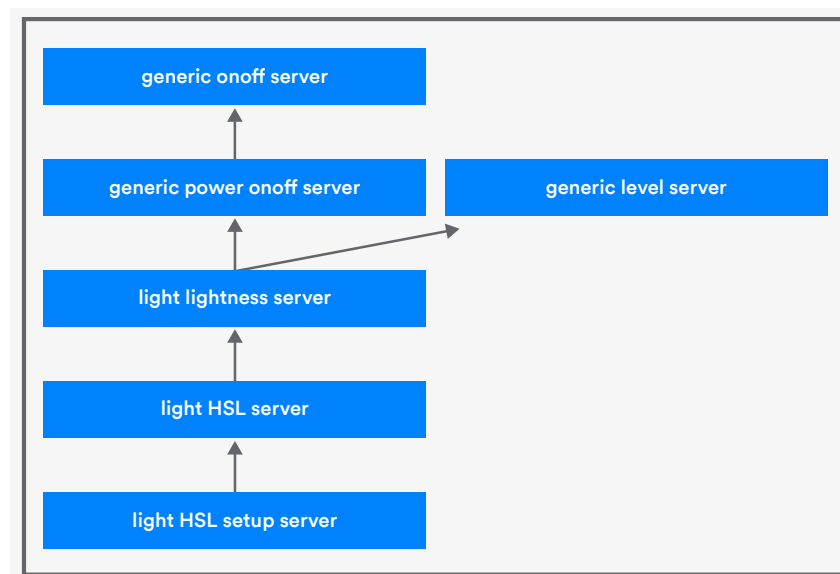 generic onoff server
generic power onoff server
generic level server
light lightness server
light HSL server
light HSL setup server